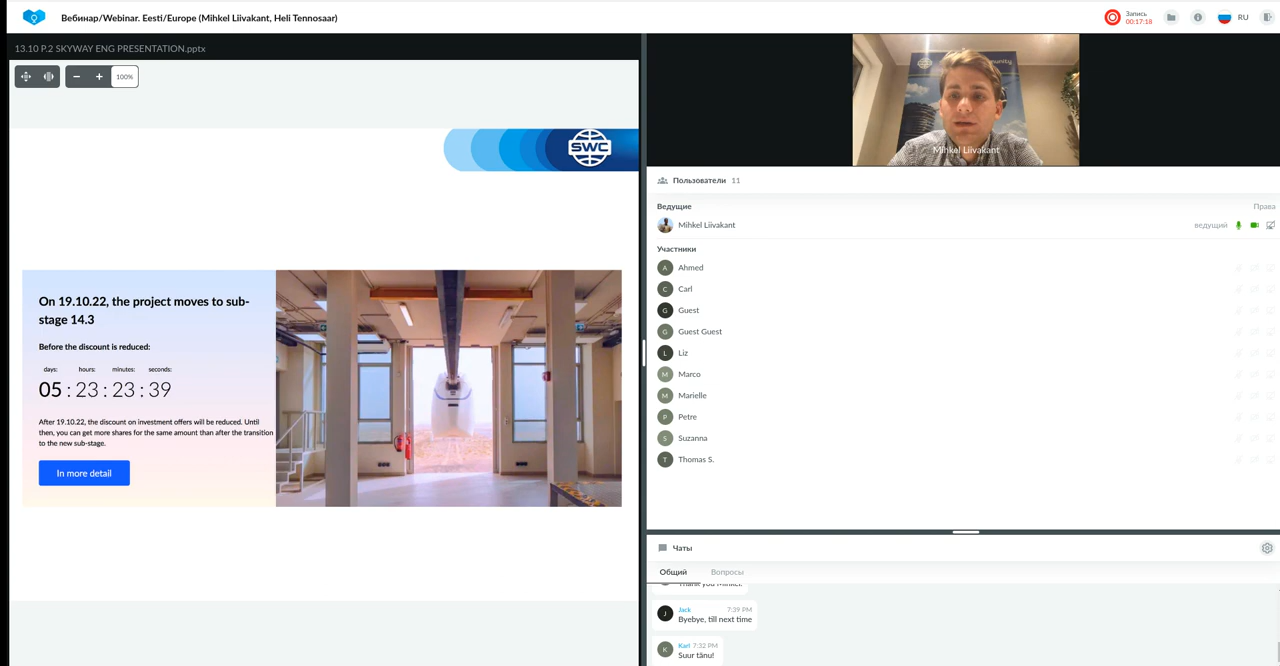 Вебинар/Webinar. Eesti/Europe (Mihkel Liivakant, Heli Tennosaar)
Запись
00:17:18
RU
13.10 P.2 SKYWAY ENG PRESENTATION.pptx
100%
SWC
On 19.10.22, the project moves to sub-
stage 14.3
Before the discount is reduced:
days: hours: minutes: seconds:
05 : 23 : 23 : 39
After 19.10.22, the discount on investment offers will be reduced. Until
then, you can get more shares for the same amount than after the transition
to the new sub-stage.
In more detail
Mihkel Liivakant
Пользователи 11
Ведущие Права
Mihkel Liivakant ведущий
Участники
A Ahmed
C Carl
G Guest
G Guest Guest
L Liz
M Marco
M Marielle
P Petre
S Suzanna
T Thomas S.
Чаты
Общий Вопросы
Thank you Mihkel.
J Jack 7:39 PM
Byebye, till next time
K Karl 7:32 PM
Suur tänu!